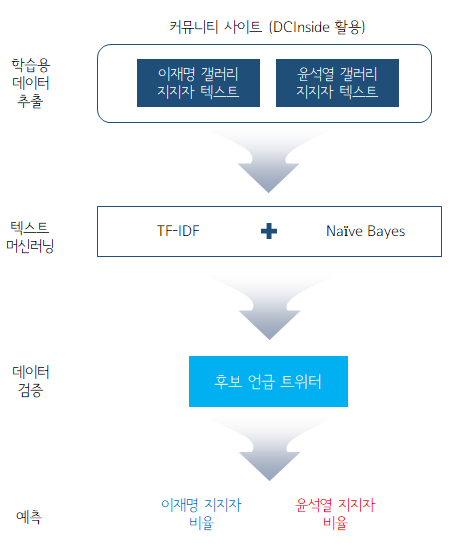 커뮤니티 사이트 (DCInside 활용)
학습용
데이터
추출
이재명 갤러리
지지자 텍스트
윤석열 갤러리
지지자 텍스트
텍스트
머신러닝
TF-IDF
+
Naïve Bayes
데이터
검증
후보 언급 트위터
예측
이재명 지지자
비율
윤석열 지지자
비율